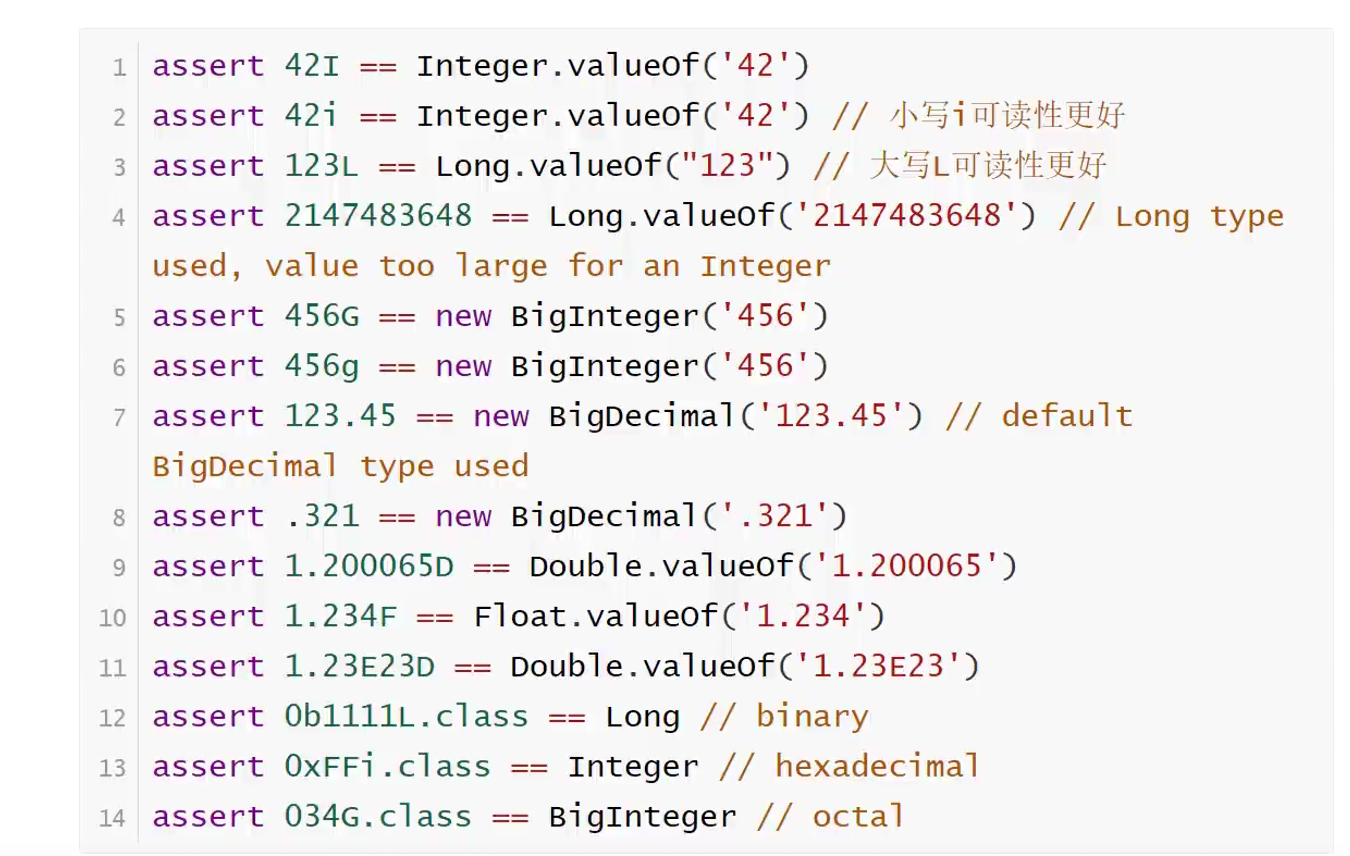 1 assert 42I == Integer.valueOf('42')
2 assert 42i == Integer.valueOf('42') // 小写i可读性更好
3 assert 123L == Long.valueOf("123") // 大写L可读性更好
4 assert 2147483648 == Long.valueOf('2147483648') // Long type
used, value too large for an Integer
5 assert 456G == new BigInteger('456')
6 assert 456g == new BigInteger('456')
7 assert 123.45 == new BigDecimal('123.45') // default
BigDecimal type used
8 assert .321 == new BigDecimal('.321')
9 assert 1.200065D == Double.valueOf('1.200065')
10 assert 1.234F == Float.valueOf('1.234')
11 assert 1.23E23D == Double.valueOf('1.23E23')
12 assert 0b1111L.class == Long // binary
13 assert 0xFFi.class == Integer // hexadecimal
14 assert 034G.class == BigInteger // octal